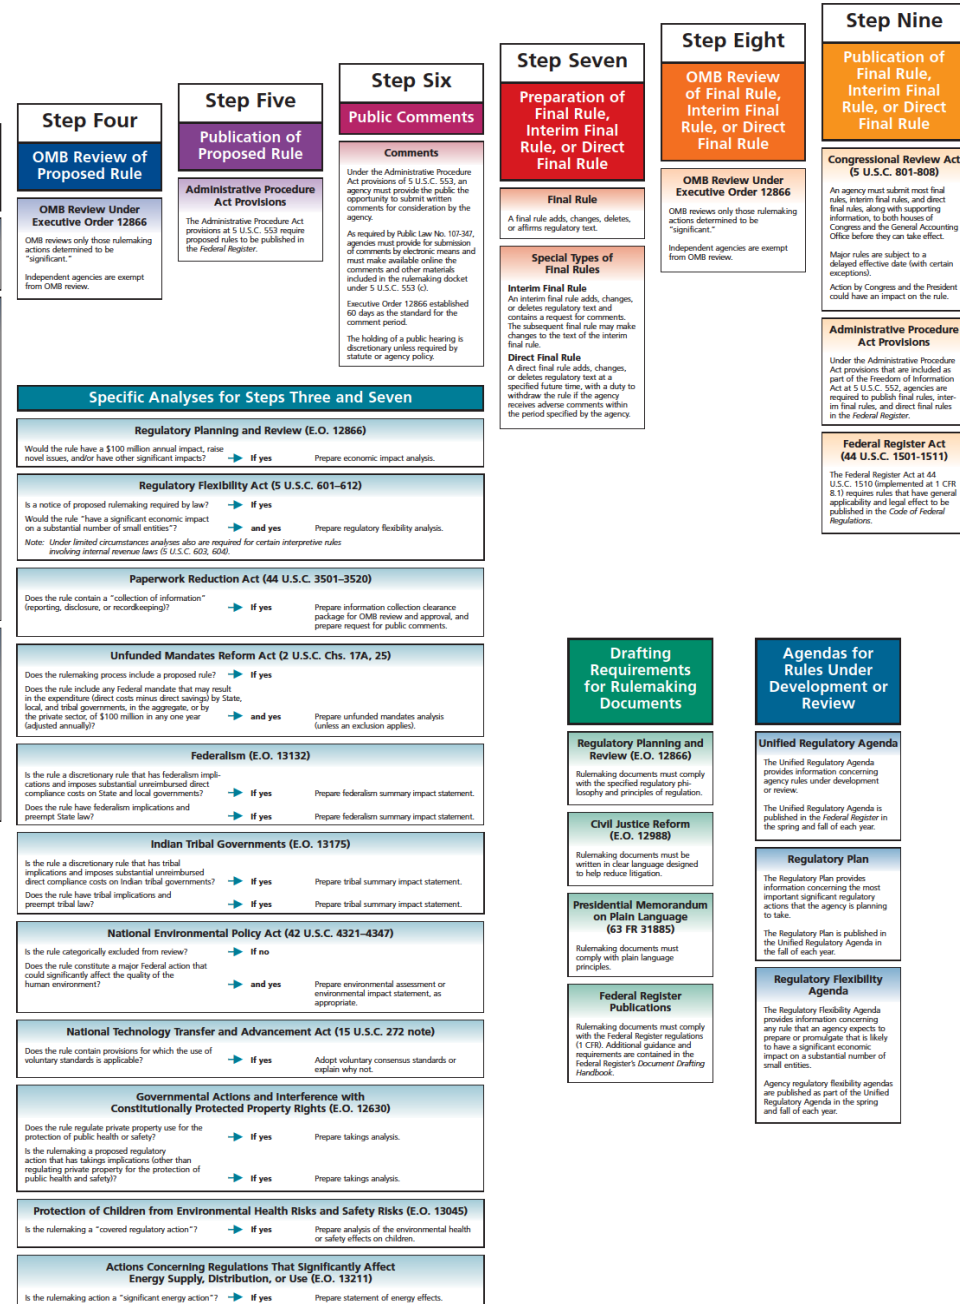 Step Four
OMB Review of
Proposed Rule
OMB Review Under
Executive Order 12866
OMB reviews only those rulemaking
actions determined to be
"significant."
Independent agencies are exempt
from OMB review.
Step Five
Publication of
Proposed Rule
Administrative Procedure
Act Provisions
The Administrative Procedure Act
provisions at 5 U.S.C. 553 require
proposed rules to be published in
the Federal Register.
Step Six
Public Comments
Comments
Under the Administrative Procedure
Act provisions of 5 U.S.C. 553, an
agency must provide the public the
opportunity to submit written
comments for consideration by the
agency.
As required by Public Law No. 107-347,
agencies must provide for submission
of comments by electronic means and
must make available online the
comments and other materials
included in the rulemaking docket
under 5 U.S.C. 553 (c).
Executive Order 12866 established
60 days as the standard for the
comment period.
The holding of a public hearing is
discretionary unless required by
statute or agency policy.
Step Seven
Preparation of
Final Rule,
Interim Final
Rule, or Direct
Final Rule
Final Rule
A final rule adds, changes, deletes,
or affirms regulatory text.
Special Types of
Final Rules
Interim Final Rule
An interim final rule adds, changes,
or deletes regulatory text and
contains a request for comments.
The subsequent final rule may make
changes to the text of the interim
final rule.
Direct Final Rule
A direct final rule adds, changes,
or deletes regulatory text at a
specified future time, with a duty to
withdraw the rule if the agency
receives adverse comments within
the period specified by the agency.
Step Eight
OMB Review
of Final Rule,
Interim Final
Rule, or Direct
Final Rule
OMB Review Under
Executive Order 12866
OMB reviews only those rulemaking
actions determined to be
"significant."
Independent agencies are exempt
from OMB review.
Step Nine
Publication of
Final Rule,
Interim Final
Rule, or Direct
Final Rule
Congressional Review Act
(5 U.S.C. 801-808)
An agency must submit most final
rules, interim final rules, and direct
final rules, along with supporting
information, to both houses of
Congress and the General Accounting
Office before they can take effect.
Major rules are subject to a
delayed effective date (with certain
exceptions).
Action by Congress and the President
could have an impact on the rule.
Administrative Procedure
Act Provisions
Under the Administrative Procedure
Act provisions that are included as
part of the Freedom of Information
Act at 5 U.S.C. 552, agencies are
required to publish final rules, inter-
im final rules, and direct final rules
in the Federal Register.
Federal Register Act
(44 U.S.C. 1501-1511)
The Federal Register Act at 44
U.S.C. 1510 (implemented at 1 CFR
8.1) requires rules that have general
applicability and legal effect to be
published in the Code of Federal
Regulations.
Specific Analyses for Steps Three and Seven
Regulatory Planning and Review (E.O. 12866)
Would the rule have a $100 million annual impact, raise
novel issues, and/or have other significant impacts? If yes Prepare economic impact analysis.
Regulatory Flexibility Act (5 U.S.C. 601–612)
Is a notice of proposed rulemaking required by law? If yes
Would the rule "have a significant economic impact
on a substantial number of small entities"? and yes Prepare regulatory flexibility analysis.
Note: Under limited circumstances analyses also are required for certain interpretive rules
involving internal revenue laws (5 U.S.C. 603, 604).
Paperwork Reduction Act (44 U.S.C. 3501–3520)
Does the rule contain a "collection of information"
(reporting, disclosure, or recordkeeping)? If yes Prepare information collection clearance
package for OMB review and approval, and
prepare request for public comments.
Unfunded Mandates Reform Act (2 U.S.C. Chs. 17A, 25)
Does the rulemaking process include a proposed rule? If yes
Does the rule include any Federal mandate that may result
in the expenditure (direct costs minus direct savings) by State,
local, and tribal governments, in the aggregate, or by
the private sector, of $100 million in any one year and yes Prepare unfunded mandates analysis
(adjusted annually)? (unless an exclusion applies).
Federalism (E.O. 13132)
Is the rule a discretionary rule that has federalism impli-
cations and imposes substantial unreimbursed direct
compliance costs on State and local governments? If yes Prepare federalism summary impact statement.
Does the rule have federalism implications and
preempt State law? If yes Prepare federalism summary impact statement.
Indian Tribal Governments (E.O. 13175)
Is the rule a discretionary rule that has tribal
implications and imposes substantial unreimbursed
direct compliance costs on Indian tribal governments? If yes Prepare tribal summary impact statement.
Does the rule have tribal implications and
preempt tribal law? If yes Prepare tribal summary impact statement.
National Environmental Policy Act (42 U.S.C. 4321–4347)
Is the rule categorically excluded from review? If no
Does the rule constitute a major Federal action that
could significantly affect the quality of the
human environment? and yes Prepare environmental assessment or
environmental impact statement, as
appropriate.
National Technology Transfer and Advancement Act (15 U.S.C. 272 note)
Does the rule contain provisions for which the use of
voluntary standards is applicable? If yes Adopt voluntary consensus standards or
explain why not.
Governmental Actions and Interference with
Constitutionally Protected Property Rights (E.O. 12630)
Does the rule regulate private property use for the
protection of public health or safety? If yes Prepare takings analysis.
Is the rulemaking a proposed regulatory
action that has takings implications (other than
regulating private property for the protection of
public health and safety)? If yes Prepare takings analysis.
Protection of Children from Environmental Health Risks and Safety Risks (E.O. 13045)
Is the rulemaking a "covered regulatory action"? If yes Prepare analysis of the environmental health
or safety effects on children.
Actions Concerning Regulations That Significantly Affect
Energy Supply, Distribution, or Use (E.O. 13211)
Is the rulemaking action a "significant energy action"? If yes Prepare statement of energy effects.
Drafting
Requirements
for Rulemaking
Documents
Regulatory Planning and
Review (E.O. 12866)
Rulemaking documents must comply
with the specified regulatory phi-
losophy and principles of regulation.
Civil Justice Reform
(E.O. 12988)
Rulemaking documents must be
written in clear language designed
to help reduce litigation.
Presidential Memorandum
on Plain Language
(63 FR 31885)
Rulemaking documents must
comply with plain language
principles.
Federal Register
Publications
Rulemaking documents must comply
with the Federal Register regulations
(1 CFR). Additional guidance and
requirements are contained in the
Federal Register's Document Drafting
Handbook.
Agendas for
Rules Under
Development or
Review
Unified Regulatory Agenda
The Unified Regulatory Agenda
provides information concerning
agency rules under development
or review.
The Unified Regulatory Agenda is
published in the Federal Register in
the spring and fall of each year.
Regulatory Plan
The Regulatory Plan provides
information concerning the most
important significant regulatory
actions that the agency is planning
to take.
The Regulatory Plan is published in
the Unified Regulatory Agenda in
the fall of each year.
Regulatory Flexibility
Agenda
The Regulatory Flexibility Agenda
provides information concerning
any rule that an agency expects to
prepare or promulgate that is likely
to have a significant economic
impact on a substantial number of
small entities.
Agency regulatory flexibility agendas
are published as part of the Unified
Regulatory Agenda in the spring
and fall of each year.